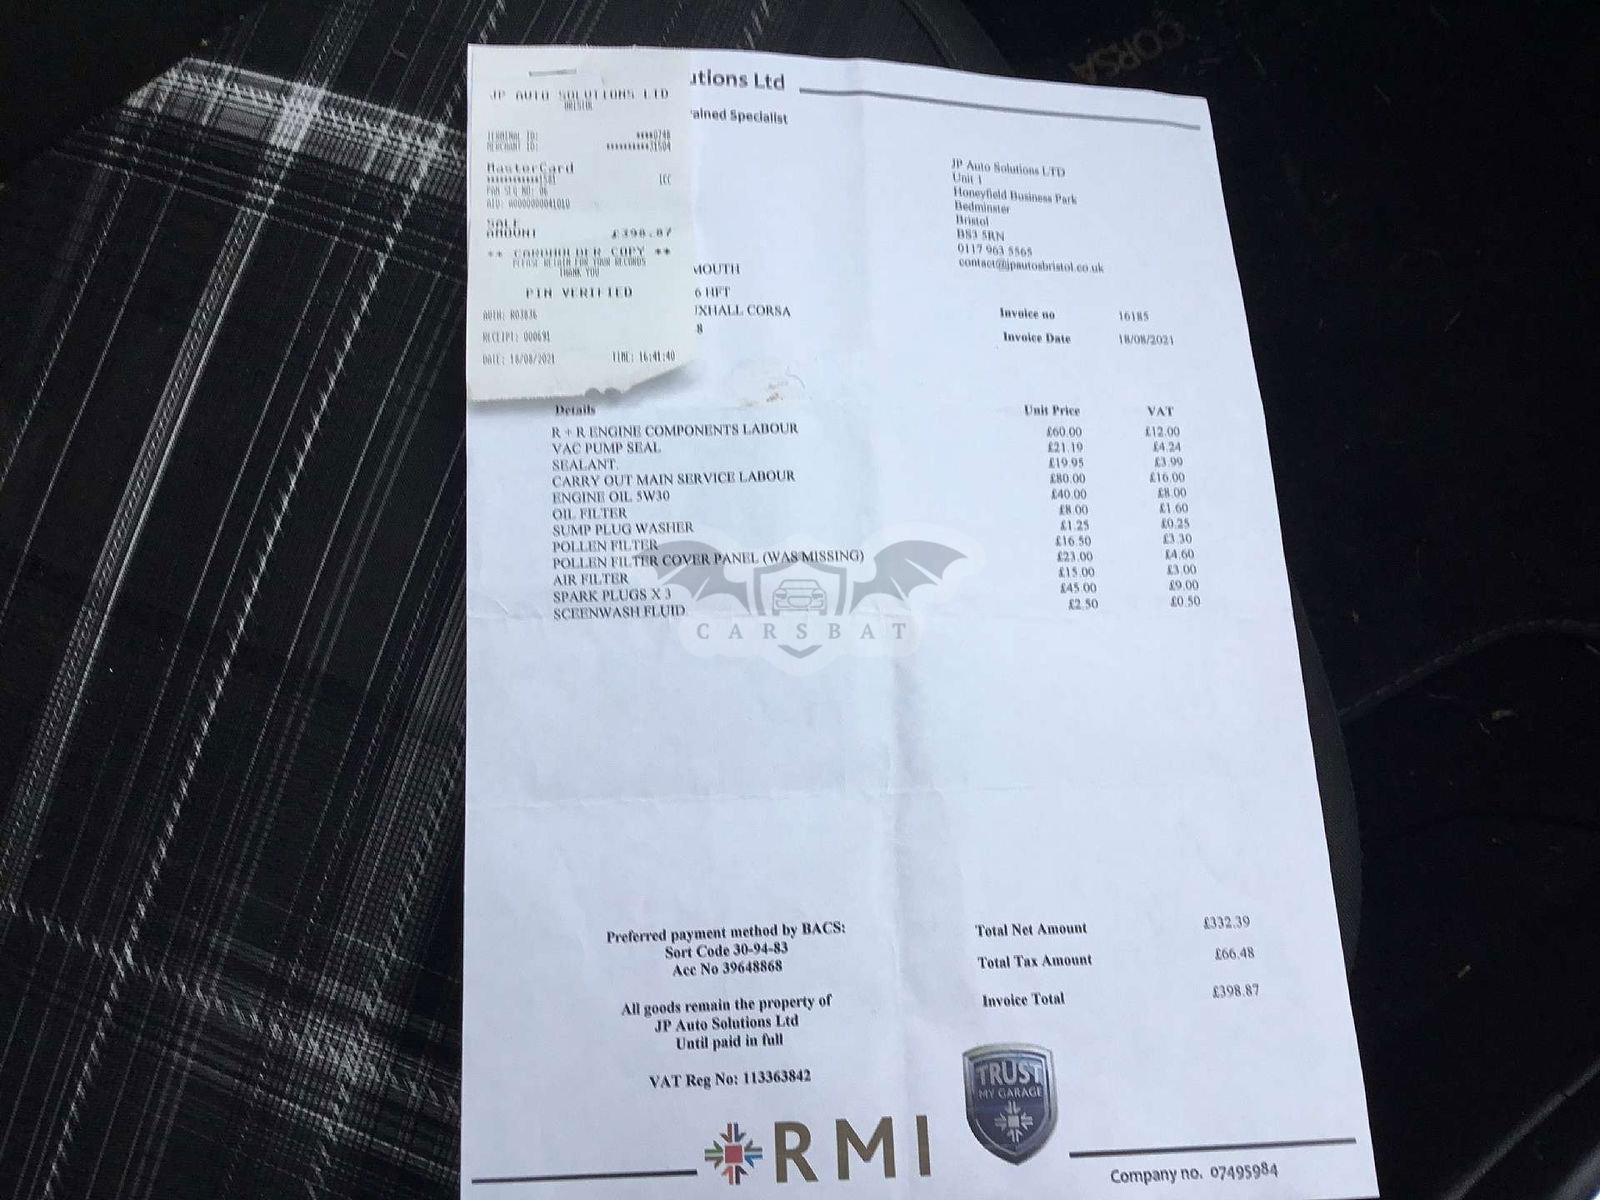 JP AUTO SOLUTIONS LTD
BRISTOL
TERMINAL ID: ****0748
MERCHANT ID: **********31504
MasterCard
************1581 ICC
PAN SEQ NO: 06
AID: A0000000041010
SALE
AMOUNT £398.87
** CARDHOLDER COPY **
PLEASE RETAIN FOR YOUR RECORDS
THANK YOU
PIN VERIFIED
AUTH: R03836
RECEIPT: 000691
DATE: 18/08/2021 TIME: 16:41:40
utions Ltd
ained Specialist
MOUTH
6 HFT
UXHALL CORSA
8
JP Auto Solutions LTD
Unit 1
Honeyfield Business Park
Bedminster
Bristol
BS3 5RN
0117 963 5565
contact@jpautosbristol.co.uk
Invoice no 16185
Invoice Date 18/08/2021
Details Unit Price VAT
R + R ENGINE COMPONENTS LABOUR £60.00 £12.00
VAC PUMP SEAL £21.19 £4.24
SEALANT. £19.95 £3.99
CARRY OUT MAIN SERVICE LABOUR £80.00 £16.00
ENGINE OIL 5W30 £40.00 £8.00
OIL FILTER £8.00 £1.60
SUMP PLUG WASHER £1.25 £0.25
POLLEN FILTER £16.50 £3.30
POLLEN FILTER COVER PANEL (WAS MISSING) £23.00 £4.60
AIR FILTER £15.00 £3.00
SPARK PLUGS X 3 £45.00 £9.00
SCEENWASH FLUID £2.50 £0.50
CARSBAT
Preferred payment method by BACS:
Sort Code 30-94-83
Acc No 39648868
All goods remain the property of
JP Auto Solutions Ltd
Until paid in full
VAT Reg No: 113363842
Total Net Amount £332.39
Total Tax Amount £66.48
Invoice Total £398.87
RMI
TRUST
MY GARAGE
Company no. 07495984
CORSA